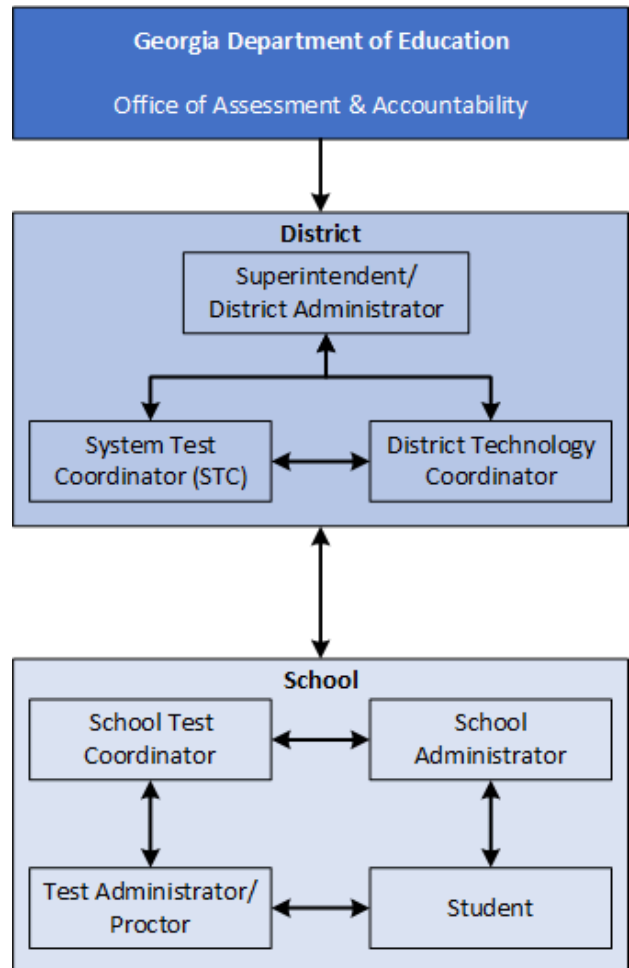 Georgia Department of Education
Office of Assessment & Accountability
District
Superintendent/
District Administrator
System Test
Coordinator (STC)
District Technology
Coordinator
School
School Test
Coordinator
School
Administrator
Test Administrator/
Proctor
Student